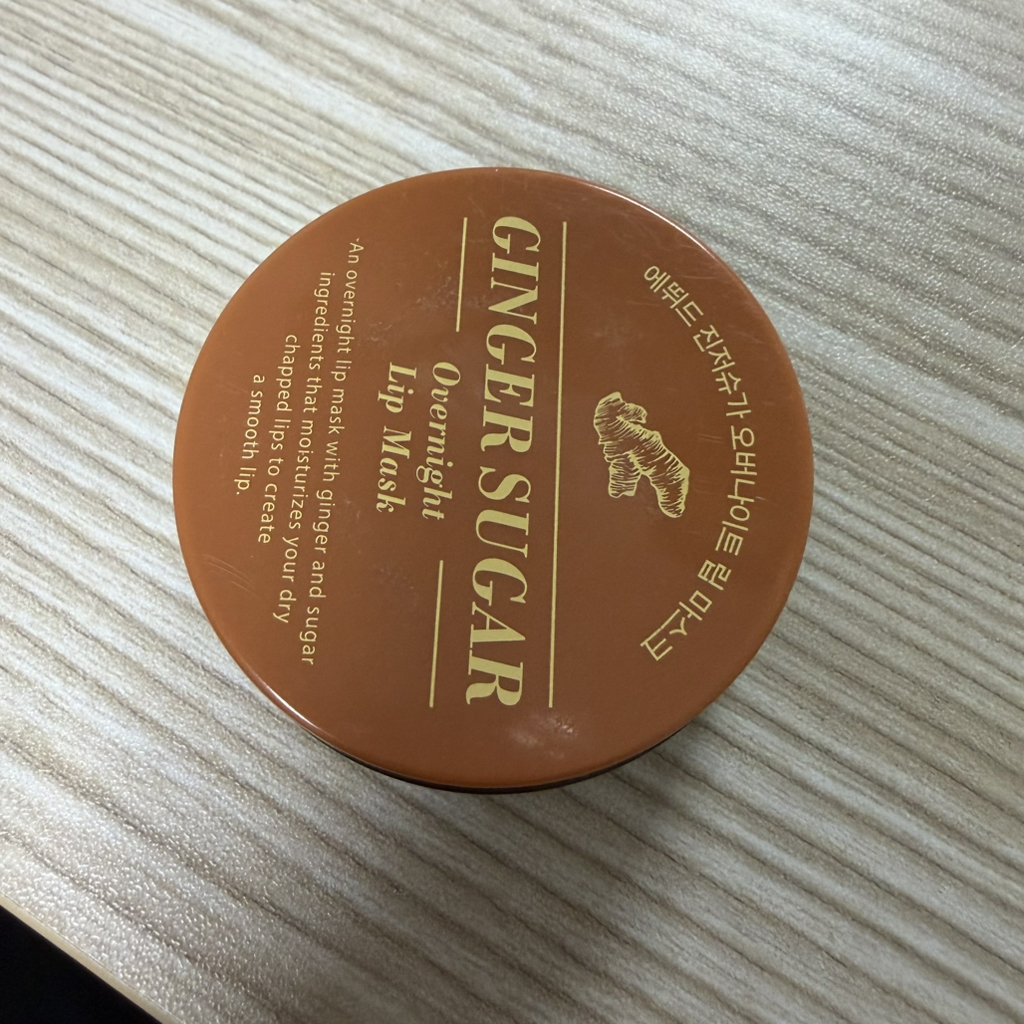 에뛰드 진저슈가 오버나이트 립 마스크
GINGER SUGAR
Overnight
Lip Mask
·An overnight lip mask with ginger and sugar
ingredients that moisturizes your dry
chapped lips to create
a smooth lip.